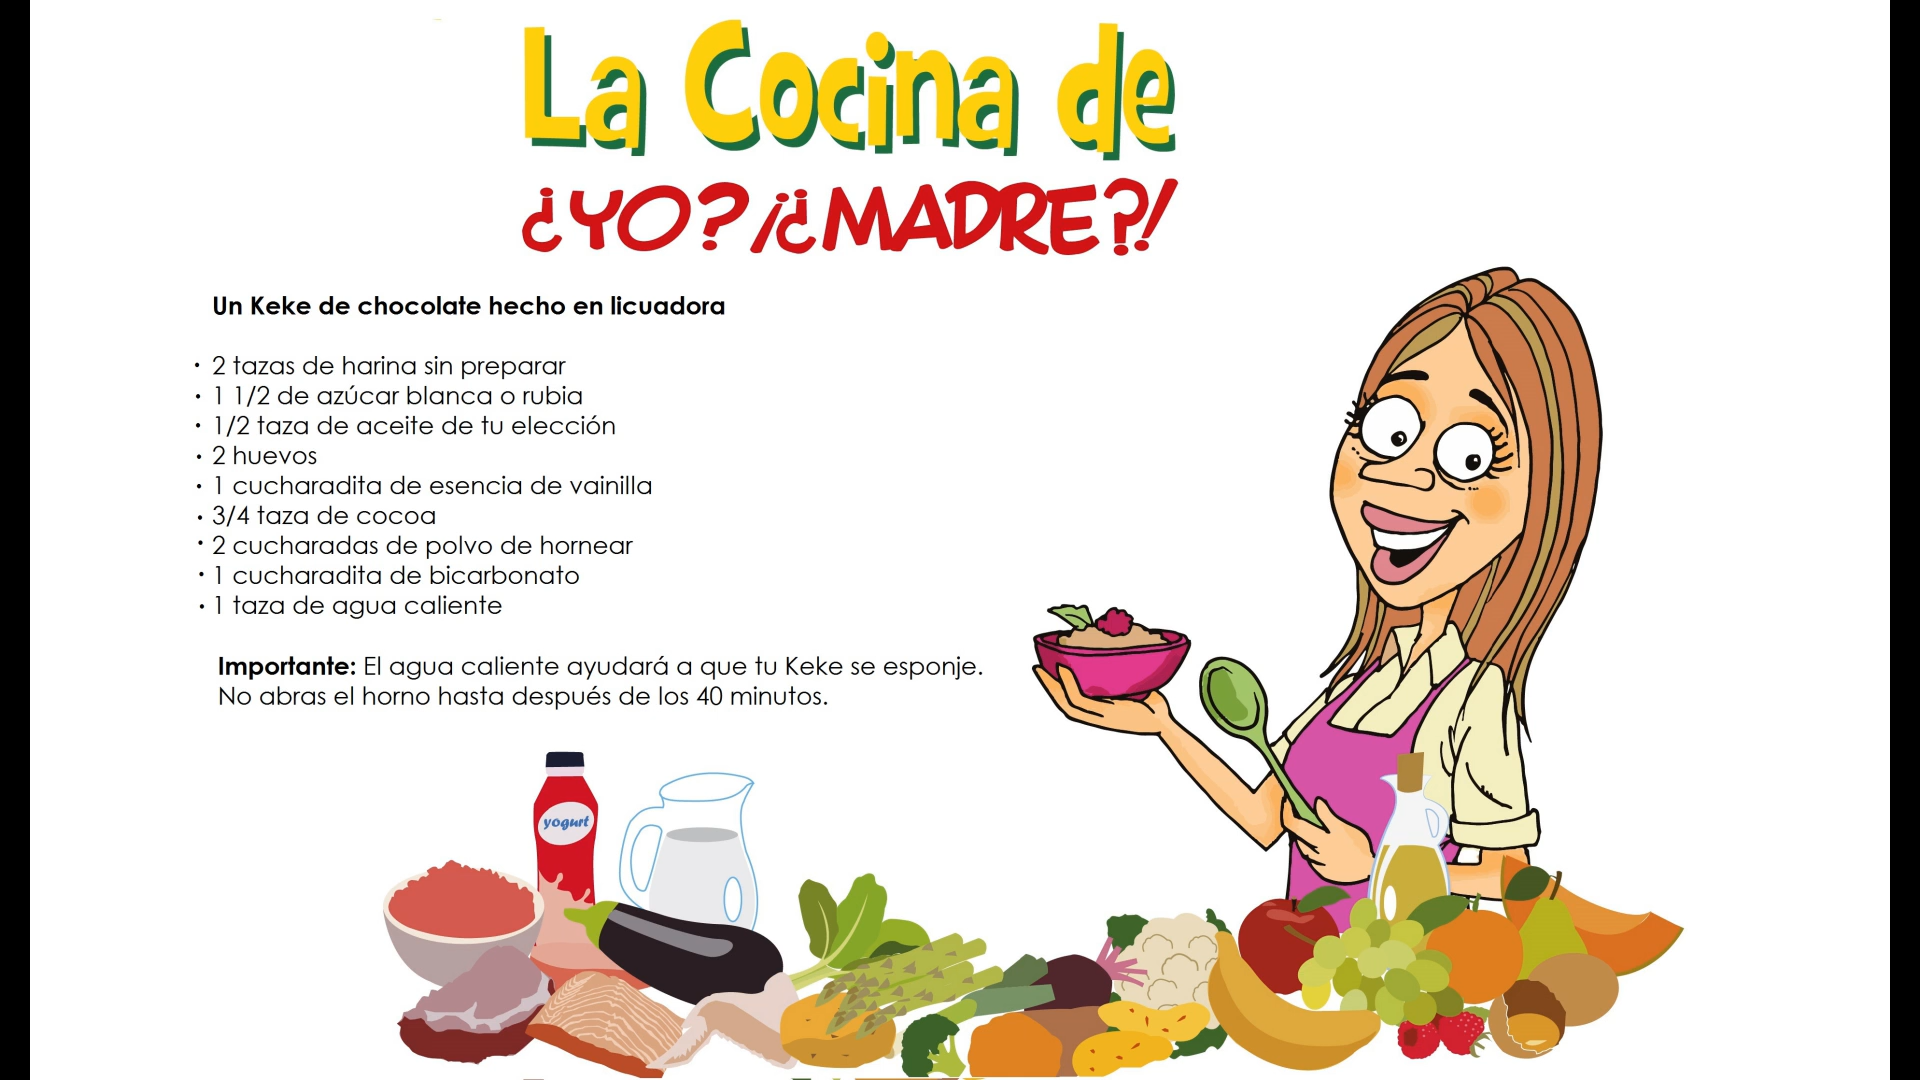 La Cocina de
¿YO? /¿¡MADRE?!
Un Keke de chocolate hecho en licuadora
· 2 tazas de harina sin preparar
· 1 1/2 de azúcar blanca o rubia
· 1/2 taza de aceite de tu elección
· 2 huevos
· 1 cucharadita de esencia de vainilla
· 3/4 taza de cocoa
· 2 cucharadas de polvo de hornear
· 1 cucharadita de bicarbonato
· 1 taza de agua caliente
Importante: El agua caliente ayudará a que tu Keke se esponje.
No abras el horno hasta después de los 40 minutos.
yogurt